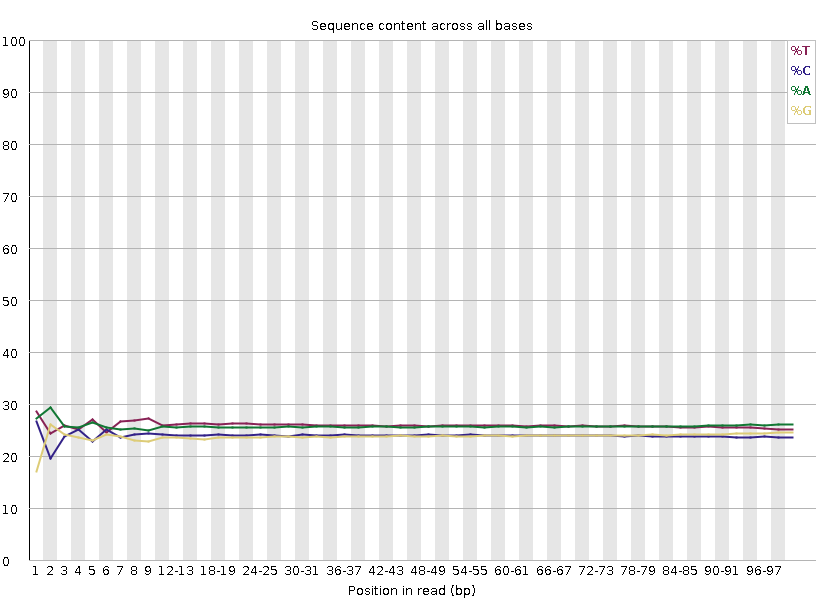 Sequence content across all bases
100
90
80
70
60
50
40
30
20
10
0
%T
%C
%A
%G
1 2 3 4 5 6 7 8 9 12-13 18-19 24-25 30-31 36-37 42-43 48-49 54-55 60-61 66-67 72-73 78-79 84-85 90-91 96-97
Position in read (bp)